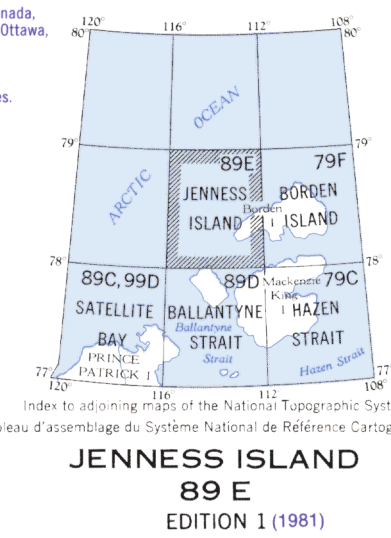 nada,
Ottawa,
es.
120° 116° 112° 108°
80° 80°
OCEAN
79° 79°
ARCTIC
89E 79F
JENNESS BORDEN
Borden
ISLAND I ISLAND
78° 78°
89C,99D 89D Mackenzie 79C
King
SATELLITE BALLANTYNE I HAZEN
Ballantyne
BAY STRAIT STRAIT
PRINCE Strait Hazen Strait
PATRICK I
77° 77°
120° 116° 112° 108°
Index to adjoining maps of the National Topographic Syst
bleau d'assemblage du Système National de Référence Cartog
JENNESS ISLAND
89 E
EDITION 1 (1981)